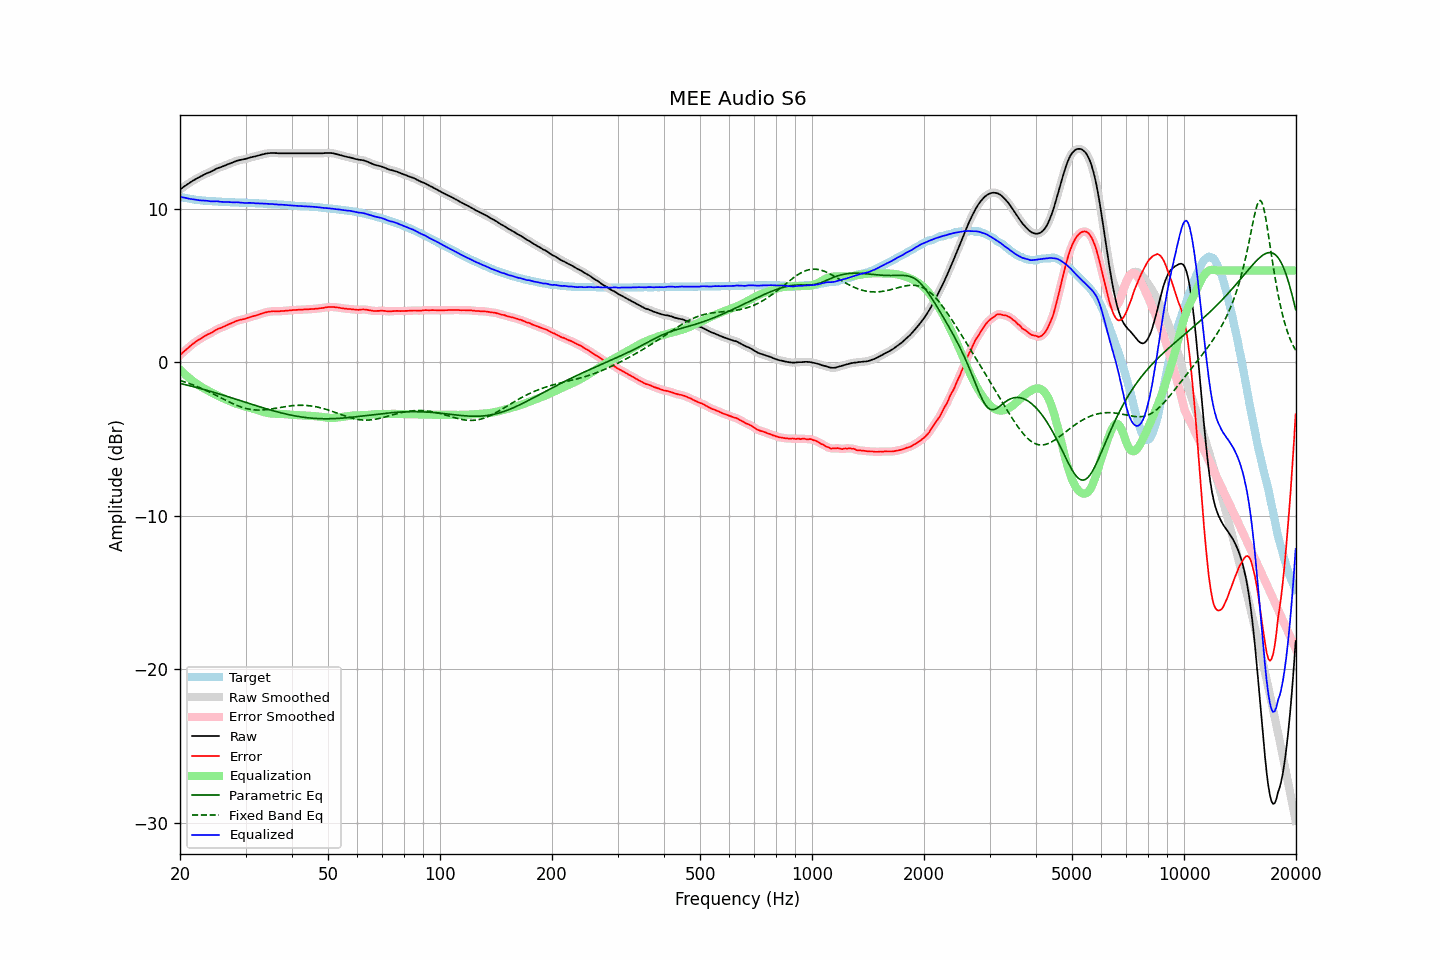 MEE Audio S6
Amplitude (dBr)
10
0
−10
−20
−30
Target
Raw Smoothed
Error Smoothed
Raw
Error
Equalization
Parametric Eq
Fixed Band Eq
Equalized
20 50 100 200 500 1000 2000 5000 10000 20000
Frequency (Hz)